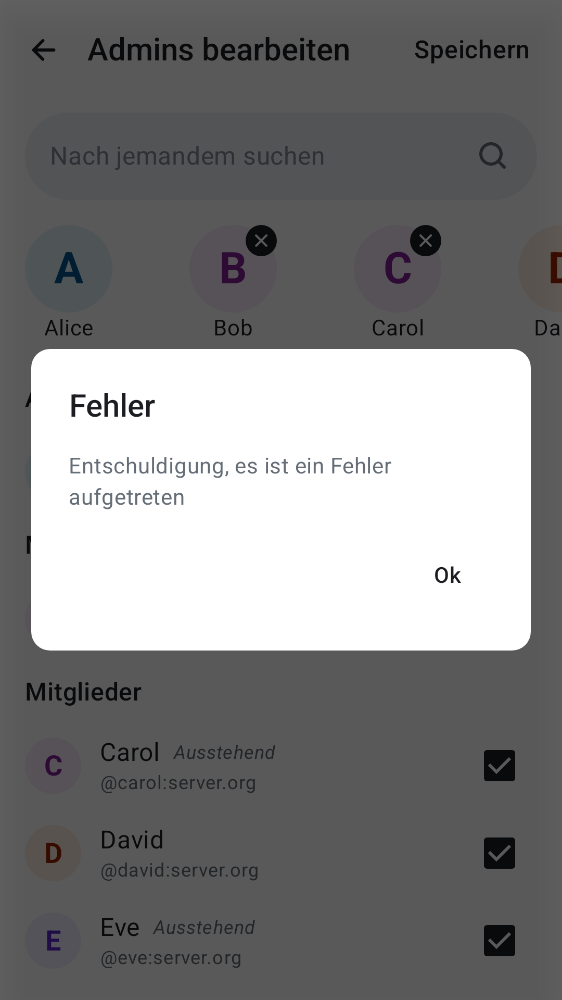 Admins bearbeiten
Speichern
Nach jemandem suchen
A
B
C
Alice
Bob
Carol
Da
Fehler
Entschuldigung, es ist ein Fehler
aufgetreten
Ok
Mitglieder
C
Carol Ausstehend
@carol:server.org
D
David
@david:server.org
E
Eve Ausstehend
@eve:server.org